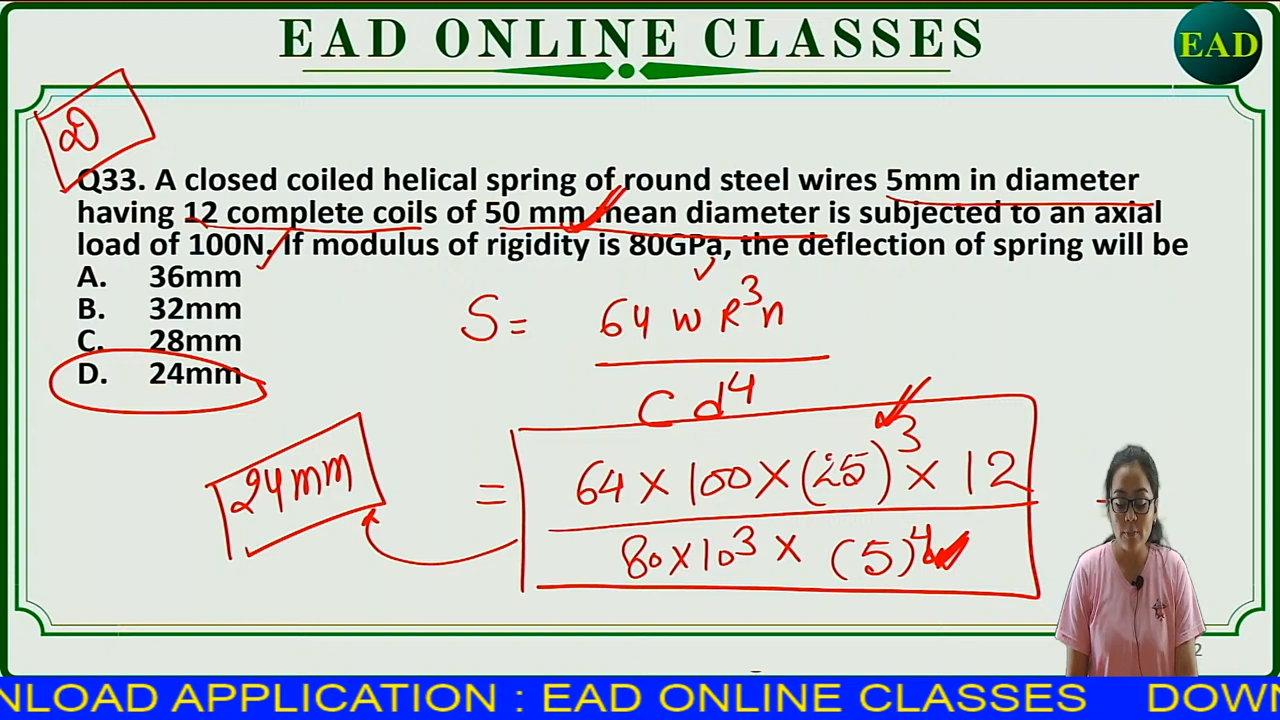 EAD ONLINE CLASSES
EAD
D
Q33. A closed coiled helical spring of round steel wires 5mm in diameter
having 12 complete coils of 50 mm mean diameter is subjected to an axial
load of 100N. If modulus of rigidity is 80GPa, the deflection of spring will be
A. 36mm
B. 32mm
C. 28mm
D. 24mm
S = 64 W R³n
C d⁴
= 64 × 100 × (25)³ × 12
80×10³ × (5)⁴
24mm
2
NLOAD APPLICATION : EAD ONLINE CLASSES DOWN